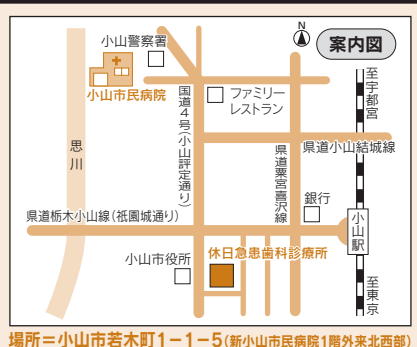 N
案内図
小山警察署
小山市民病院
国道4号(小山評定通り)
ファミリー
レストラン
至宇都宮
思川
県道小山結城線
県道粟宮喜沢線
銀行
県道栃木小山線(祇園城通り)
小山駅
小山市役所
休日急患歯科診療所
至東京
場所=小山市若木町1-1-5(新小山市民病院1階外来北西部)